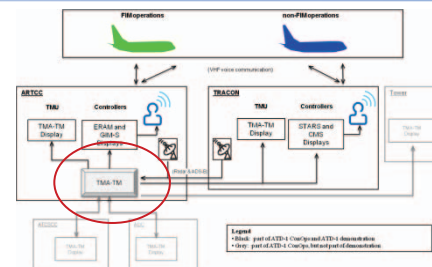 FIM operations
non-FIM operations
(VHF voice communication)
ARTCC
TMU
Controllers
TMA-TM
Display
ERAM and
GIM-S
Displays
TMA-TM
TRACON
TMU
Controllers
TMA-TM
Display
STARS and
CMS
Displays
Tower
Legend
• Black: part of ATD-1 ConOps and ATD-1 demonstration
• Grey: part of ATD-1 ConOps, but not part of demonstration